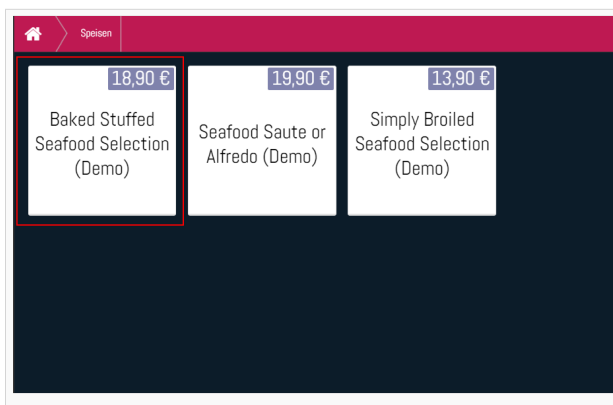 Speisen
18,90 €
Baked Stuffed
Seafood Selection
(Demo)
19,90 €
Seafood Saute or
Alfredo (Demo)
13,90 €
Simply Broiled
Seafood Selection
(Demo)